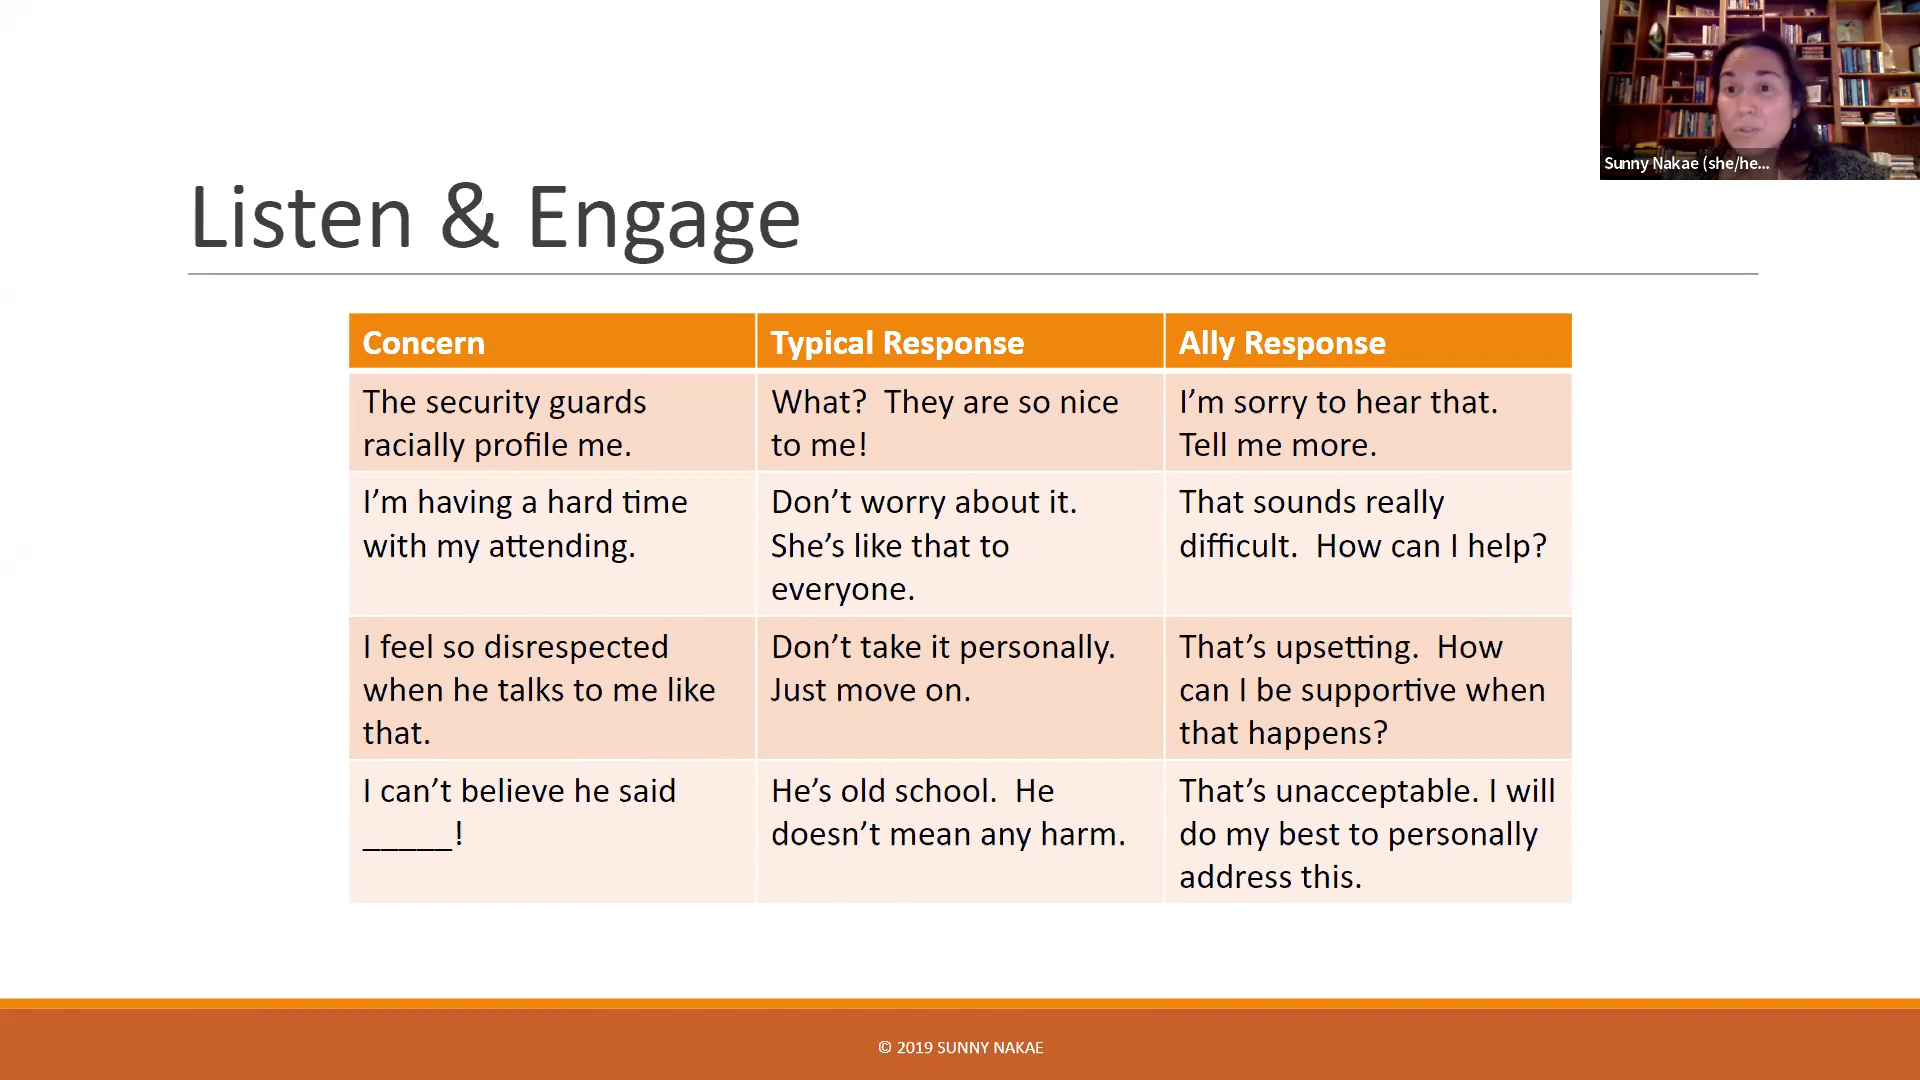 Sunny Nakae (she/he...
Listen & Engage
Concern
Typical Response
Ally Response
The security guards
racially profile me.
What?  They are so nice
to me!
I’m sorry to hear that.
Tell me more.
I’m having a hard time
with my attending.
Don’t worry about it.
She’s like that to
everyone.
That sounds really
difficult.  How can I help?
I feel so disrespected
when he talks to me like
that.
Don’t take it personally.
Just move on.
That’s upsetting.  How
can I be supportive when
that happens?
I can’t believe he said
_____!
He’s old school.  He
doesn’t mean any harm.
That’s unacceptable. I will
do my best to personally
address this.
© 2019 SUNNY NAKAE